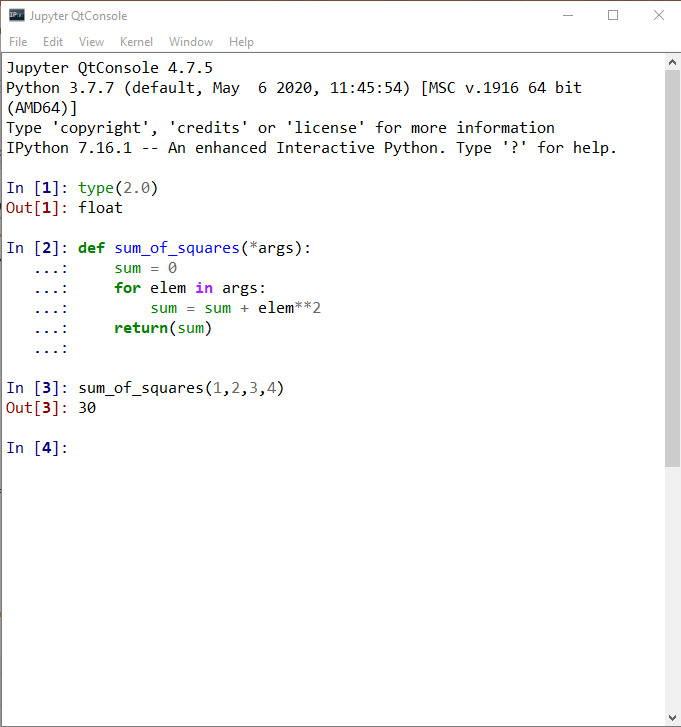 Jupyter QtConsole
File Edit View Kernel Window Help
Jupyter QtConsole 4.7.5
Python 3.7.7 (default, May  6 2020, 11:45:54) [MSC v.1916 64 bit
(AMD64)]
Type 'copyright', 'credits' or 'license' for more information
IPython 7.16.1 -- An enhanced Interactive Python. Type '?' for help.

In [1]: type(2.0)
Out[1]: float

In [2]: def sum_of_squares(*args):
   ...:     sum = 0
   ...:     for elem in args:
   ...:         sum = sum + elem**2
   ...:     return(sum)
   ...:

In [3]: sum_of_squares(1,2,3,4)
Out[3]: 30

In [4]: